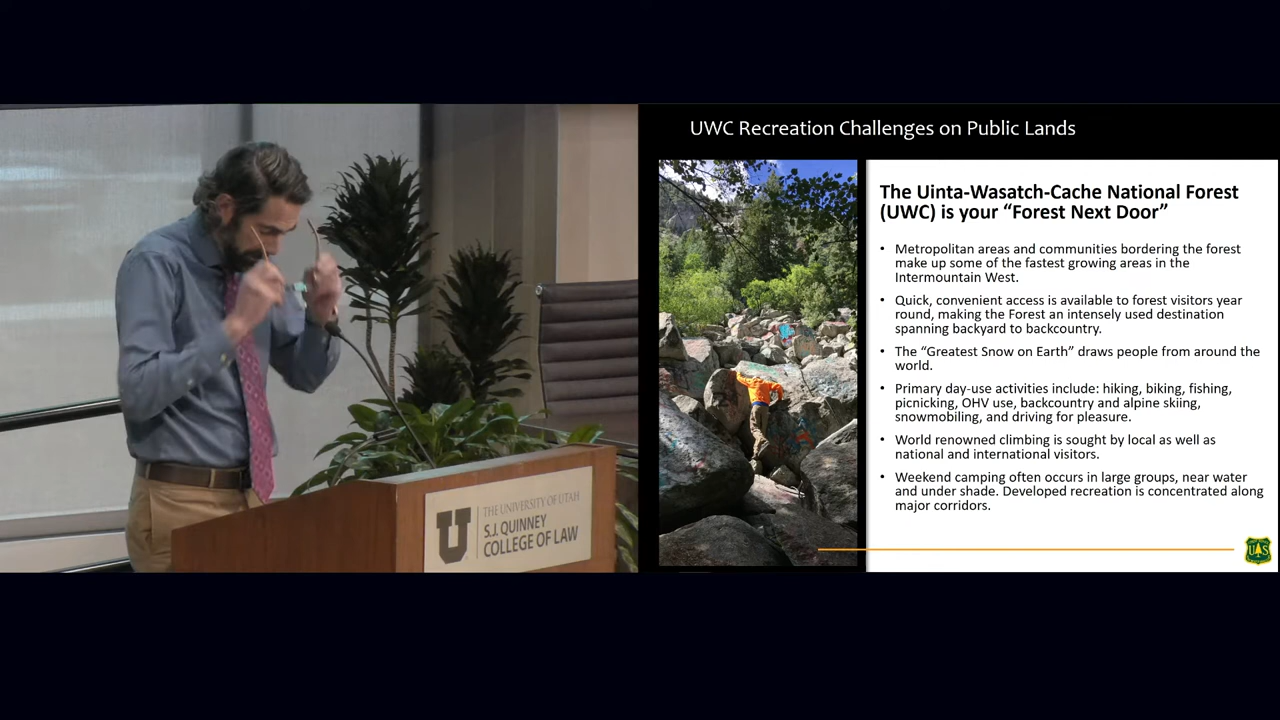 UWC Recreation Challenges on Public Lands
The Uinta-Wasatch-Cache National Forest
(UWC) is your “Forest Next Door”
• Metropolitan areas and communities bordering the forest
make up some of the fastest growing areas in the
Intermountain West.
• Quick, convenient access is available to forest visitors year
round, making the Forest an intensely used destination
spanning backyard to backcountry.
• The “Greatest Snow on Earth” draws people from around the
world.
• Primary day-use activities include: hiking, biking, fishing,
picnicking, OHV use, backcountry and alpine skiing,
snowmobiling, and driving for pleasure.
• World renowned climbing is sought by local as well as
national and international visitors.
• Weekend camping often occurs in large groups, near water
and under shade. Developed recreation is concentrated along
major corridors.
U
THE UNIVERSITY OF UTAH
S.J. QUINNEY
COLLEGE OF LAW
UAS